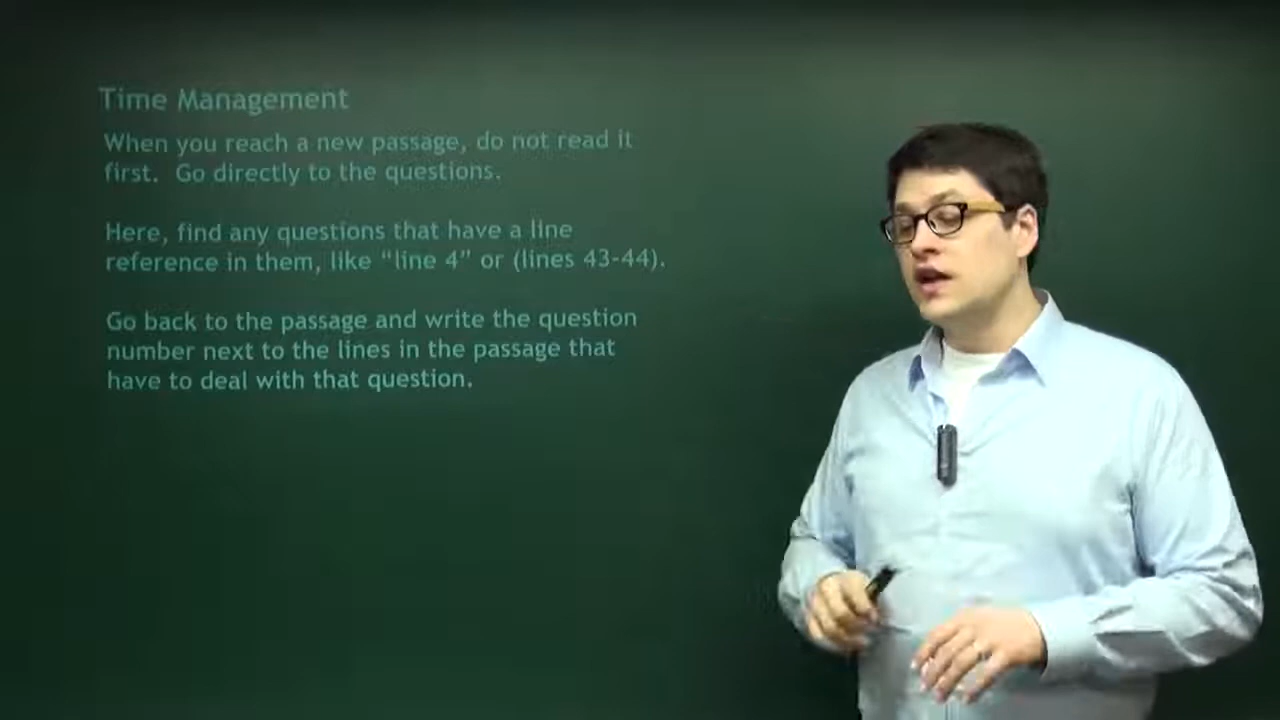 Time Management
When you reach a new passage, do not read it
first. Go directly to the questions.
Here, find any questions that have a line
reference in them, like “line 4” or (lines 43-44).
Go back to the passage and write the question
number next to the lines in the passage that
have to deal with that question.